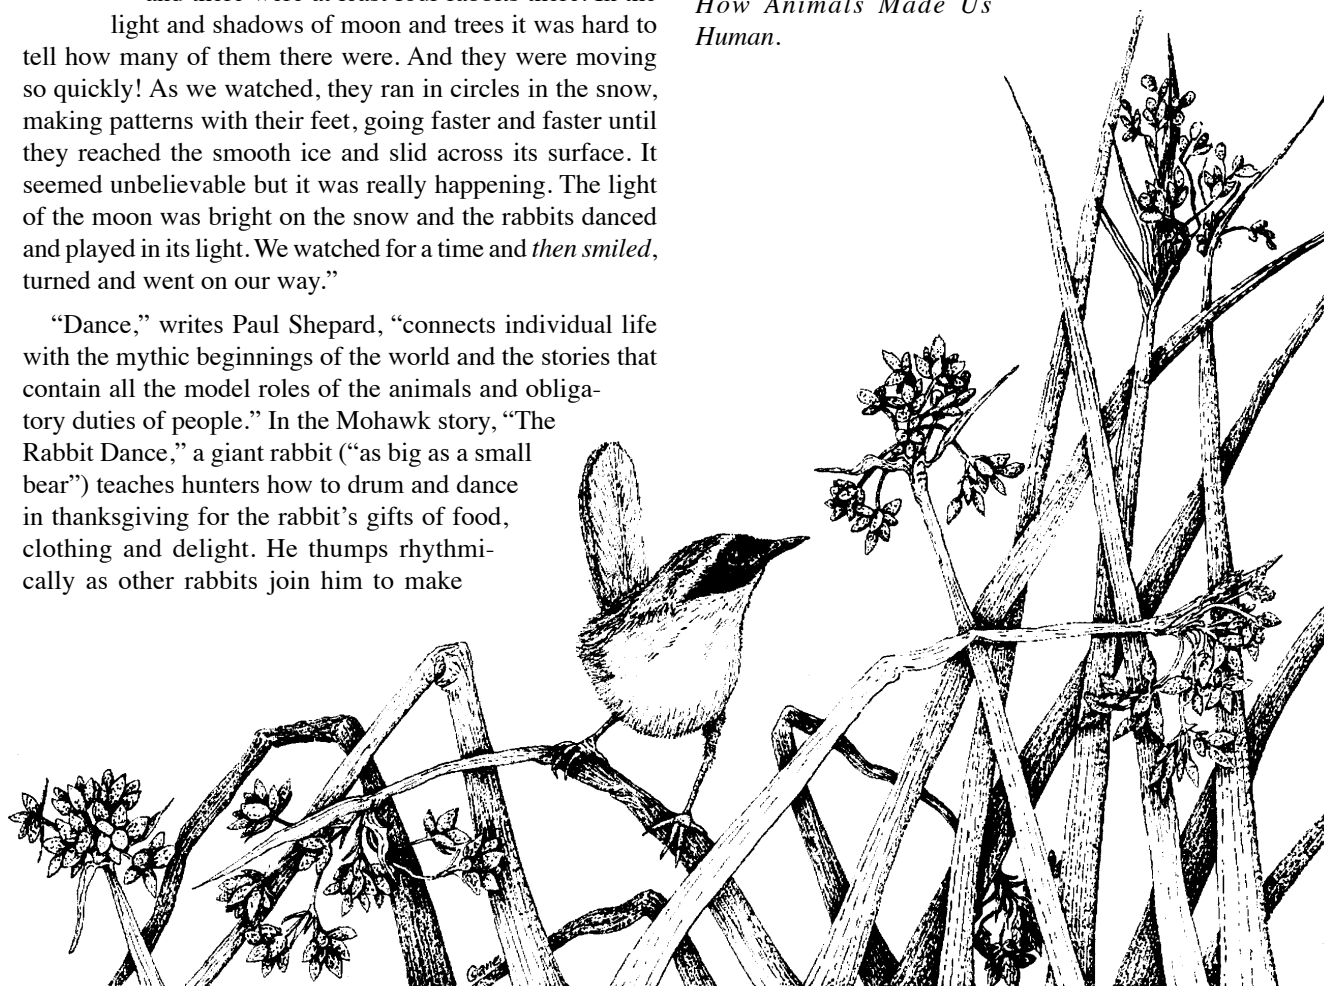 light and shadows of moon and trees it was hard to
tell how many of them there were. And they were moving
so quickly! As we watched, they ran in circles in the snow,
making patterns with their feet, going faster and faster until
they reached the smooth ice and slid across its surface. It
seemed unbelievable but it was really happening. The light
of the moon was bright on the snow and the rabbits danced
and played in its light. We watched for a time and then smiled,
turned and went on our way.”
“Dance,” writes Paul Shepard, “connects individual life
with the mythic beginnings of the world and the stories that
contain all the model roles of the animals and obliga-
tory duties of people.” In the Mohawk story, “The
Rabbit Dance,” a giant rabbit (“as big as a small
bear”) teaches hunters how to drum and dance
in thanksgiving for the rabbit’s gifts of food,
clothing and delight. He thumps rhythmi-
cally as other rabbits join him to make
How Animals Made Us
Human.